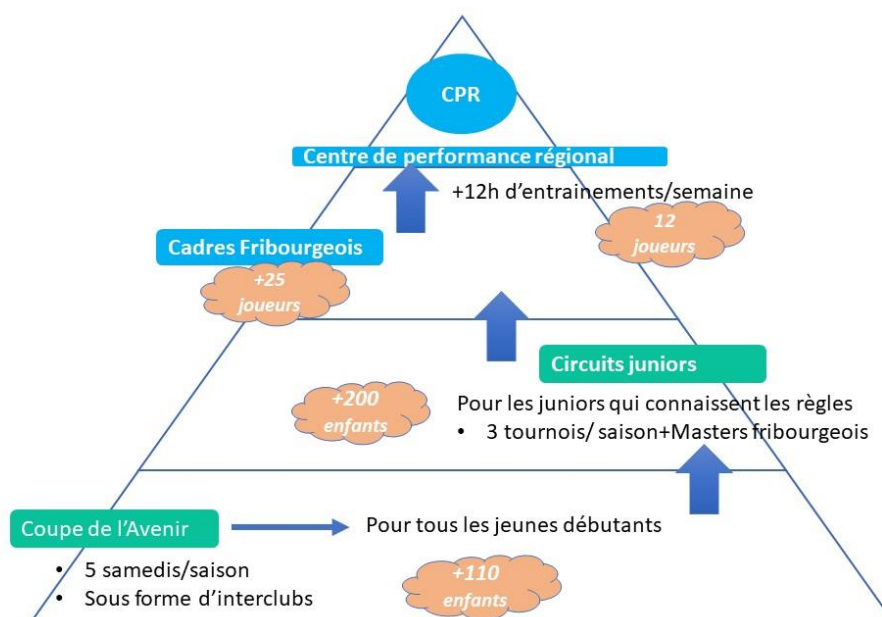 CPR
Centre de performance régional
+12h d’entrainements/semaine
12
joueurs
Cadres Fribourgeois
+25
joueurs
Circuits juniors
+200
enfants
Pour les juniors qui connaissent les règles
• 3 tournois/ saison+Masters fribourgeois
Coupe de l’Avenir
Pour tous les jeunes débutants
• 5 samedis/saison
• Sous forme d’interclubs
+110
enfants